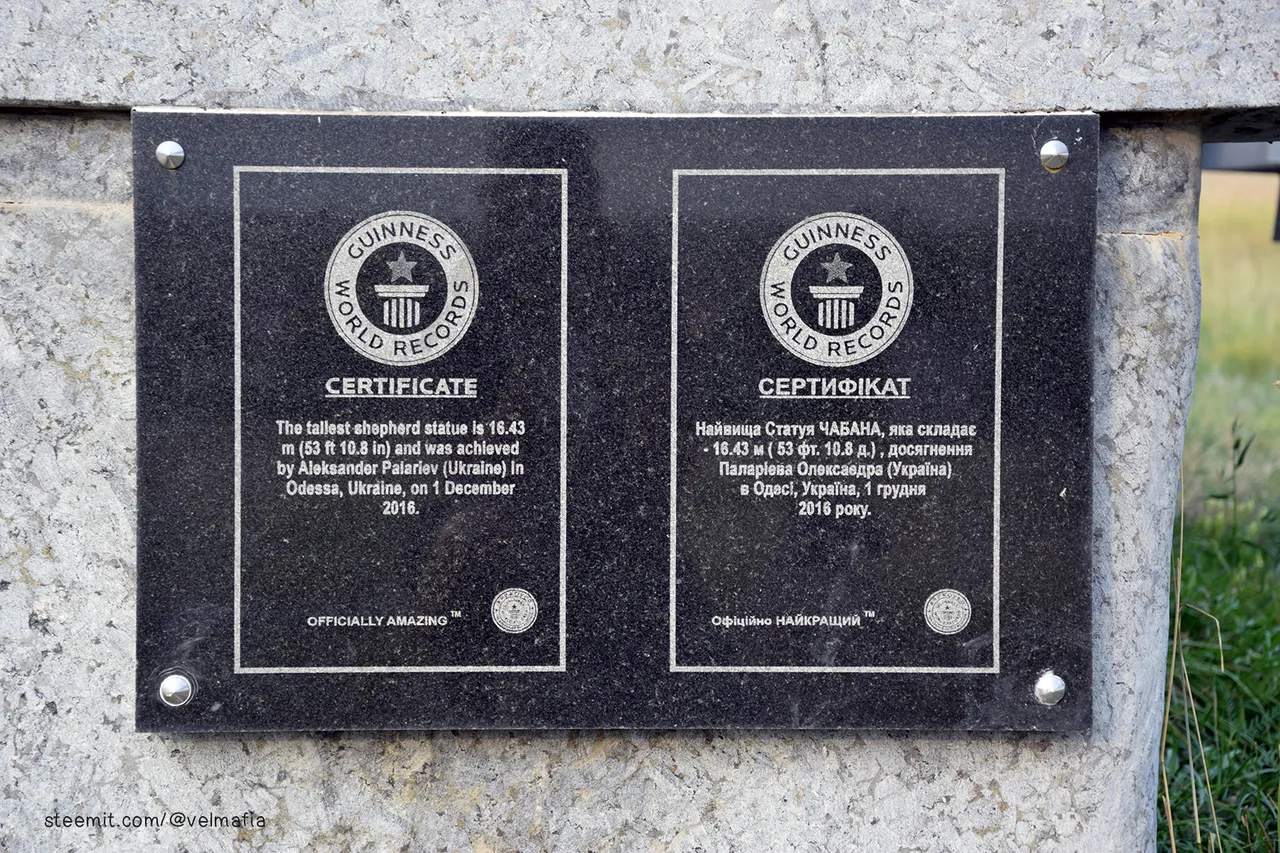 GUINNESS
WORLD RECORDS
CERTIFICATE
The tallest shepherd statue is 16.43
m (53 ft 10.8 in) and was achieved
by Aleksander Palariev (Ukraine) in
Odessa, Ukraine, on 1 December
2016.
OFFICIALLY AMAZING™
GUINNESS
WORLD RECORDS
СЕРТИФІКАТ
Найвища Статуя ЧАБАНА, яка складає
- 16.43 м ( 53 фт. 10.8 д.) , досягнення
Паларієва Олексаедра (Україна)
в Одесі, Україна, 1 грудня
2016 року.
Офіційно НАЙКРАЩИЙ™
steemit.com/@velmafia